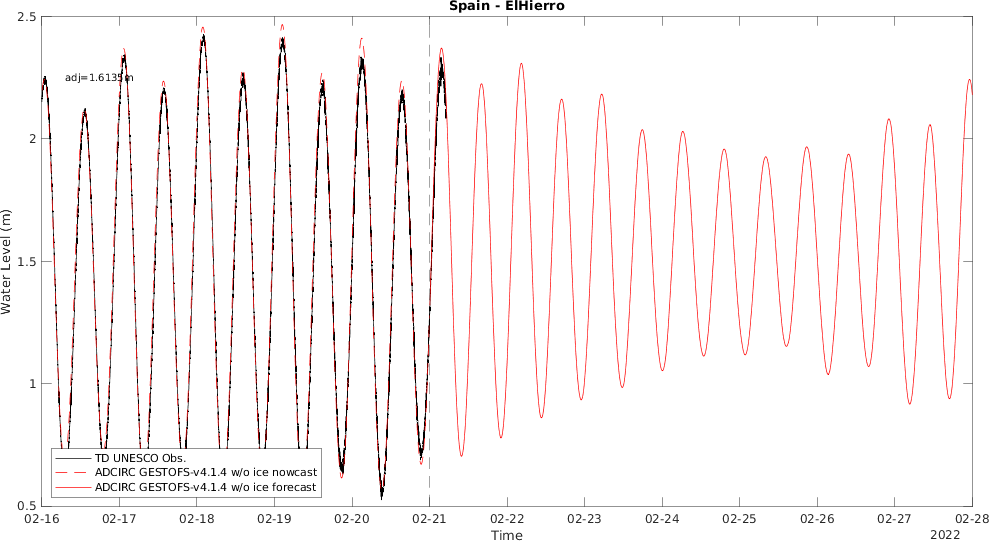 Spain - ElHierro
2.5
2
1.5
1
0.5
Water Level (m)
adj=1.6135 m
TD UNESCO Obs.
ADCIRC GESTOFS-v4.1.4 w/o ice nowcast
ADCIRC GESTOFS-v4.1.4 w/o ice forecast
02-16 02-17 02-18 02-19 02-20 02-21 02-22 02-23 02-24 02-25 02-26 02-27 02-28
Time
2022